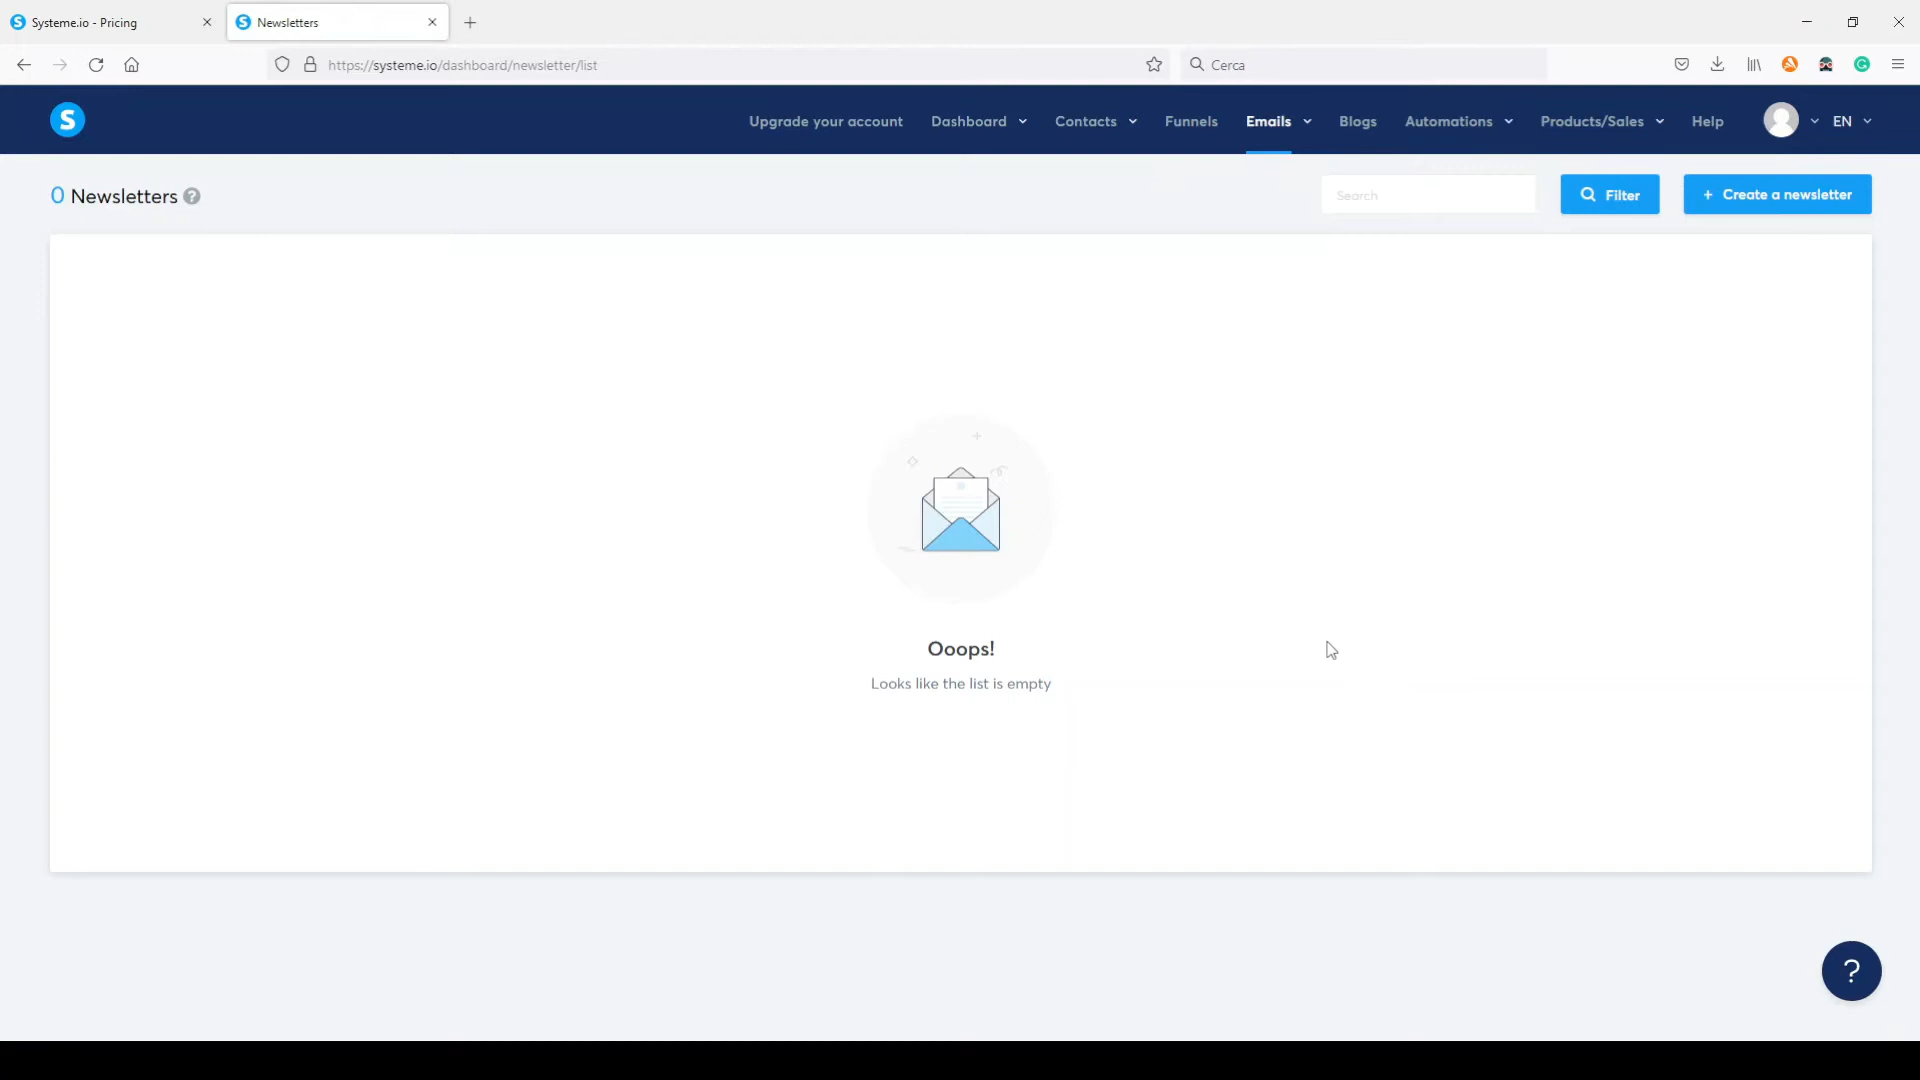 Systeme.io - Pricing
Newsletters
https://systeme.io/dashboard/newsletter/list
Cerca
S
Upgrade your account
Dashboard
Contacts
Funnels
Emails
Blogs
Automations
Products/Sales
Help
EN
0 Newsletters ?
Search
Filter
+ Create a newsletter
Ooops!
Looks like the list is empty
?